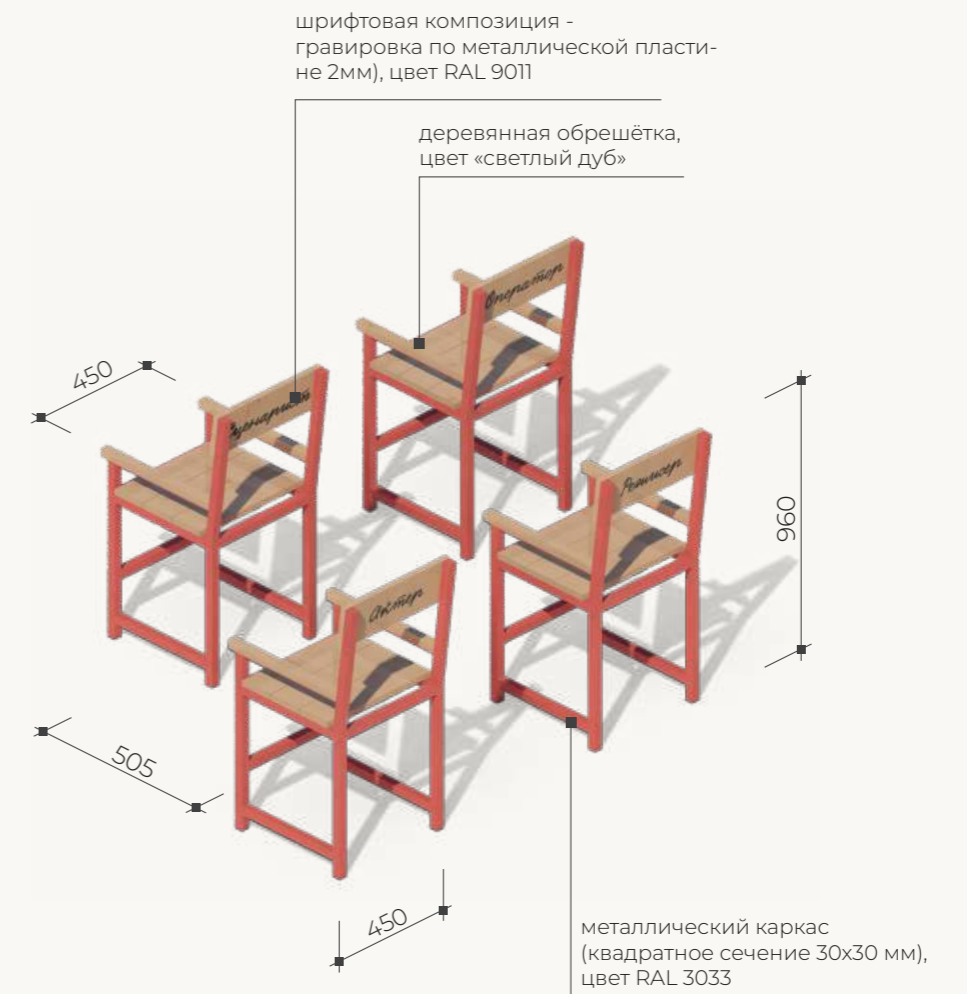 шрифтовая композиция -
гравировка по металлической пласти-
не 2мм), цвет RAL 9011
деревянная обрешётка,
цвет «светлый дуб»
Оператор
450
Сценарист
Режиссер
960
Актер
505
450
металлический каркас
(квадратное сечение 30х30 мм),
цвет RAL 3033